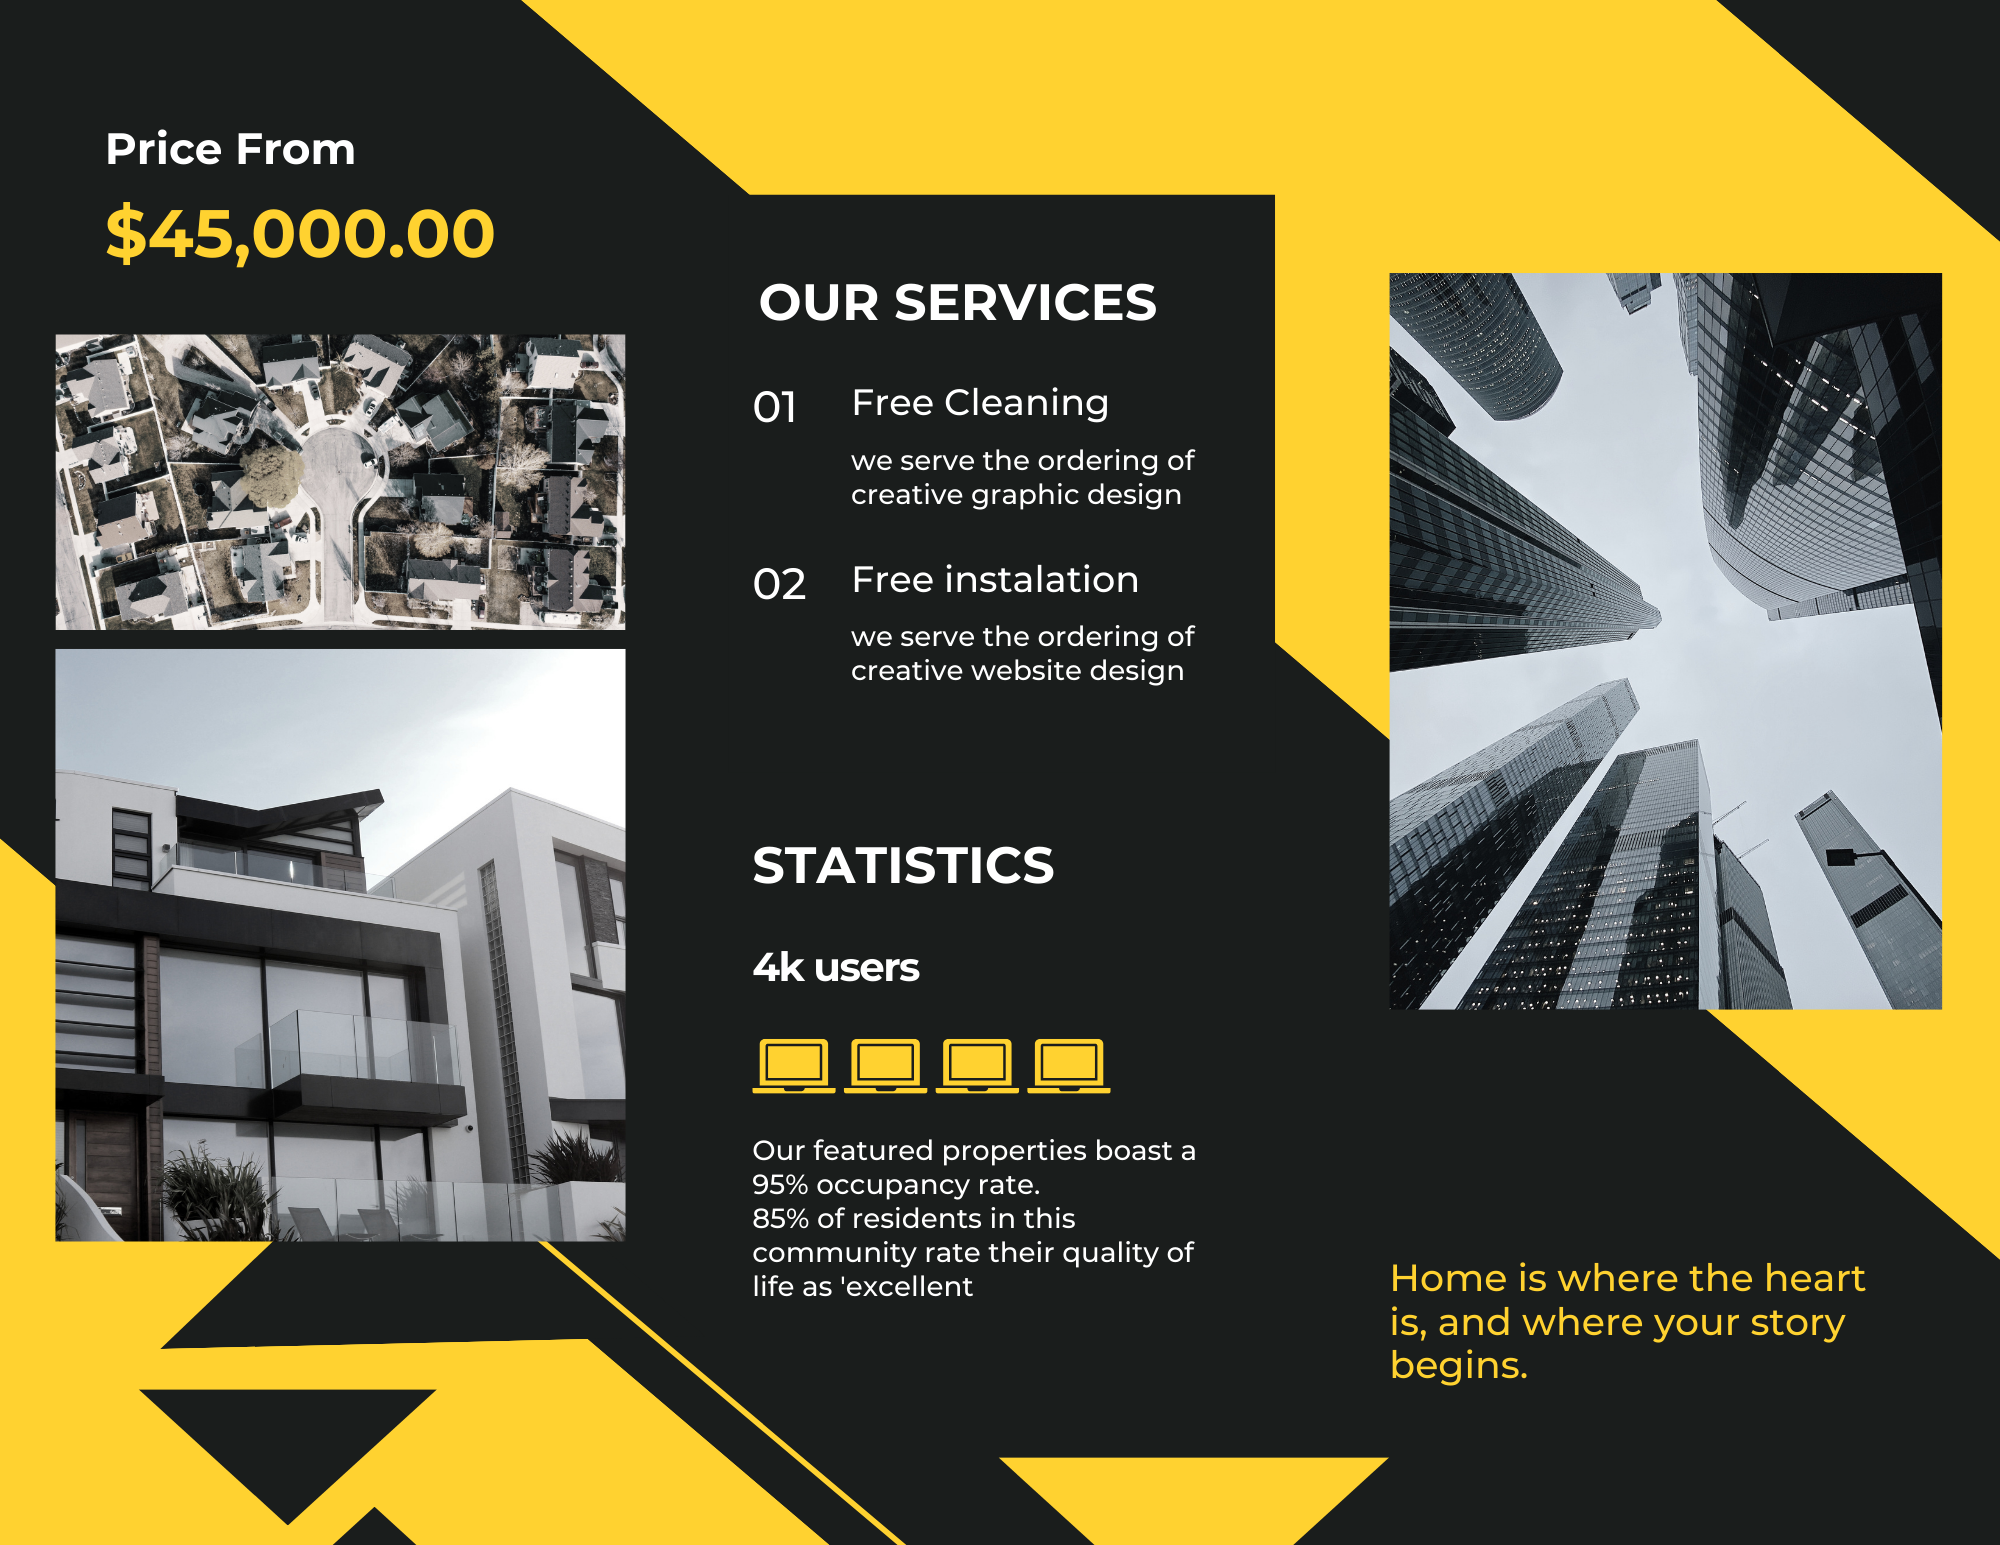 Price From
$45,000.00
OUR SERVICES
01
Free Cleaning
we serve the ordering of
creative graphic design
02
Free instalation
we serve the ordering of
creative website design
STATISTICS
4k users
Our featured properties boast a
95% occupancy rate.
85% of residents in this
community rate their quality of
life as 'excellent
Home is where the heart
is, and where your story
begins.